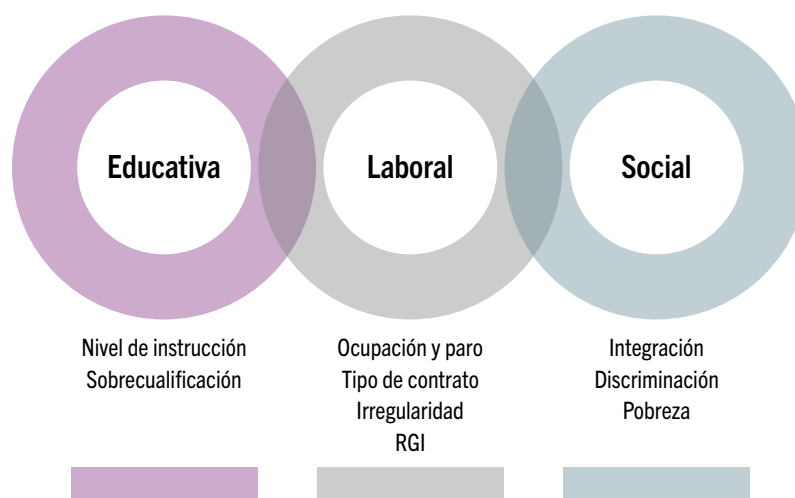 Educativa
Laboral
Social
Nivel de instrucción
Sobrecualificación
Ocupación y paro
Tipo de contrato
Irregularidad
RGI
Integración
Discriminación
Pobreza